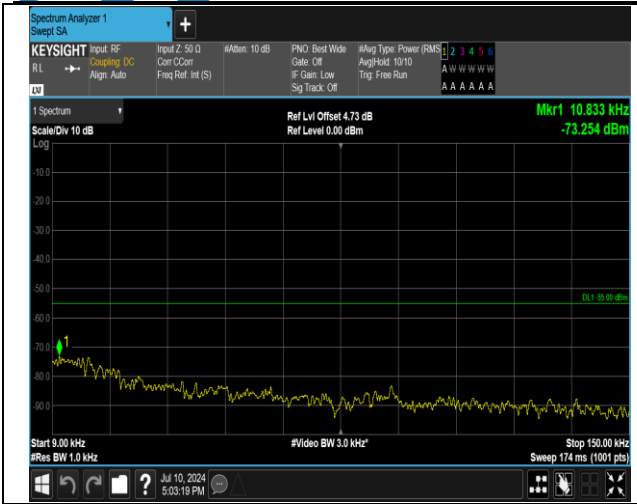 Spectrum Analyzer 1
Swept SA
+
KEYSIGHT
RL
LXI
Input: RF
Coupling: DC
Align: Auto
Input Z: 50 Ω
Corr CCorr
Freq Ref: Int (S)
#Atten: 10 dB
PNO: Best Wide
Gate: Off
IF Gain: Low
Sig Track: Off
#Avg Type: Power (RMS
Avg|Hold: 10/10
Trig: Free Run
1 2 3 4 5 6
A W W W W W
A A A A A A
1 Spectrum
Scale/Div 10 dB
Ref Lvl Offset 4.73 dB
Ref Level 0.00 dBm
Mkr1 10.833 kHz
-73.254 dBm
Log
-10.0
-20.0
-30.0
-40.0
-50.0
DL1 -55.00 dBm
-60.0
1
-70.0
-80.0
-90.0
Start 9.00 kHz
#Video BW 3.0 kHz*
Stop 150.00 kHz
#Res BW 1.0 kHz
Sweep 174 ms (1001 pts)
?
Jul 10, 2024
5:03:19 PM